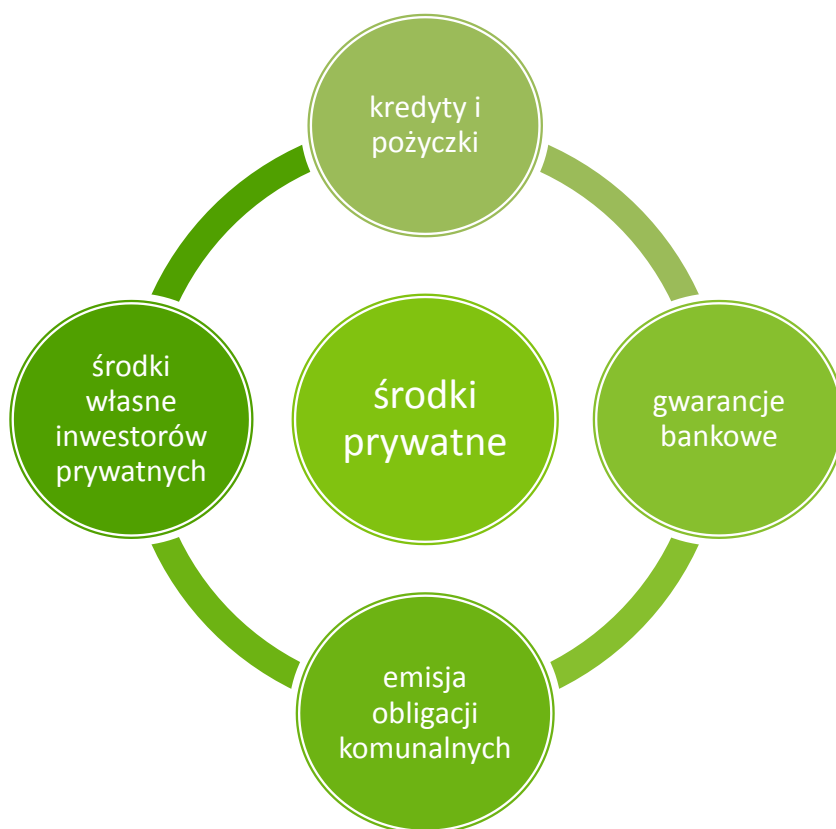 kredyty i
pożyczki
środki
własne
inwestorów
prywatnych
środki
prywatne
gwarancje
bankowe
emisja
obligacji
komunalnych